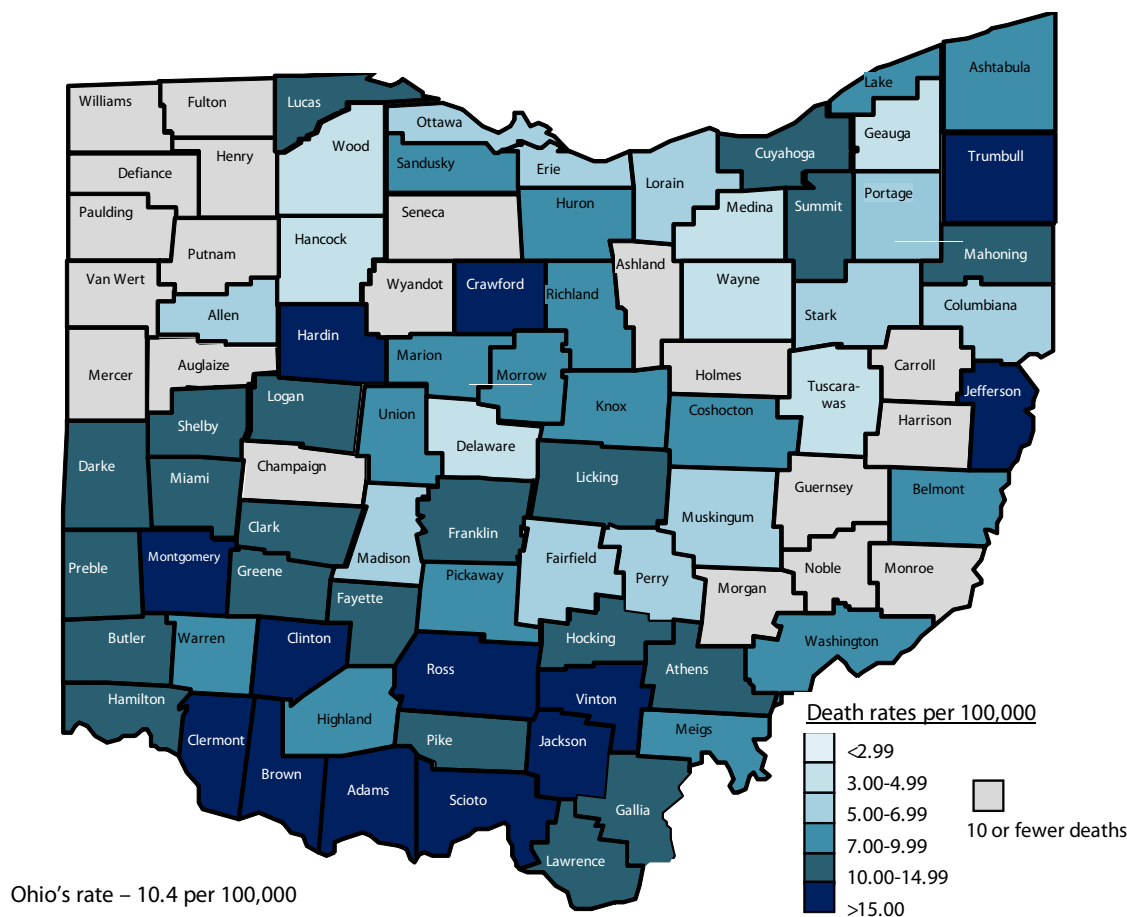 Ashtabula
Lake
Williams
Fulton
Lucas
Ottawa
Geauga
Wood
Cuyahoga
Henry
Trumbull
Sandusky
Erie
Defiance
Lorain
Portage
Huron
Medina
Summit
Paulding
Seneca
Hancock
Putnam
Mahoning
Ashland
Van Wert
Wyandot
Crawford
Richland
Wayne
Columbiana
Allen
Stark
Hardin
Marion
Auglaize
Carroll
Mercer
Morrow
Holmes
Tuscara-
was
Jefferson
Logan
Knox
Coshocton
Union
Harrison
Shelby
Delaware
Darke
Champaign
Miami
Licking
Guernsey
Belmont
Muskingum
Clark
Franklin
Montgomery
Madison
Fairfield
Preble
Greene
Pickaway
Perry
Noble
Monroe
Morgan
Fayette
Butler
Warren
Clinton
Hocking
Washington
Ross
Athens
Hamilton
Vinton
Highland
Meigs
Clermont
Pike
Jackson
Brown
Adams
Scioto
Gallia
Lawrence
Death rates per 100,000
<2.99
3.00-4.99
5.00-6.99
7.00-9.99
10.00-14.99
>15.00
10 or fewer deaths
Ohio's rate – 10.4 per 100,000